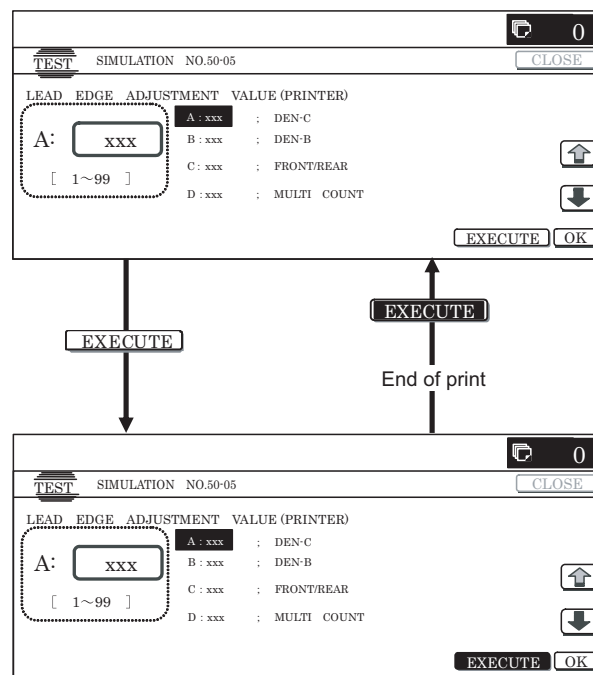 0
TEST SIMULATION NO.50-05 CLOSE
LEAD EDGE ADJUSTMENT VALUE (PRINTER)
A: xxx
[ 1~99 ]
A : xxx ; DEN-C
B : xxx ; DEN-B
C : xxx ; FRONT/REAR
D : xxx ; MULTI COUNT
EXECUTE OK
EXECUTE
EXECUTE
End of print
0
TEST SIMULATION NO.50-05 CLOSE
LEAD EDGE ADJUSTMENT VALUE (PRINTER)
A: xxx
[ 1~99 ]
A : xxx ; DEN-C
B : xxx ; DEN-B
C : xxx ; FRONT/REAR
D : xxx ; MULTI COUNT
EXECUTE OK